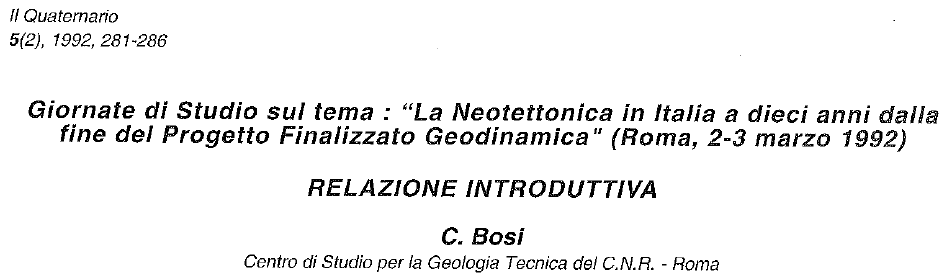 Il Quaternario
5(2), 1992, 281-286
Giornate di Studio sul tema : "La Neotettonica in Italia a dieci anni dalla
fine del Progetto Finalizzato Geodinamica" (Roma, 2-3 marzo 1992)
RELAZIONE INTRODUTTIVA
C. Bosi
Centro di Studio per la Geologia Tecnica del C.N.R. - Roma